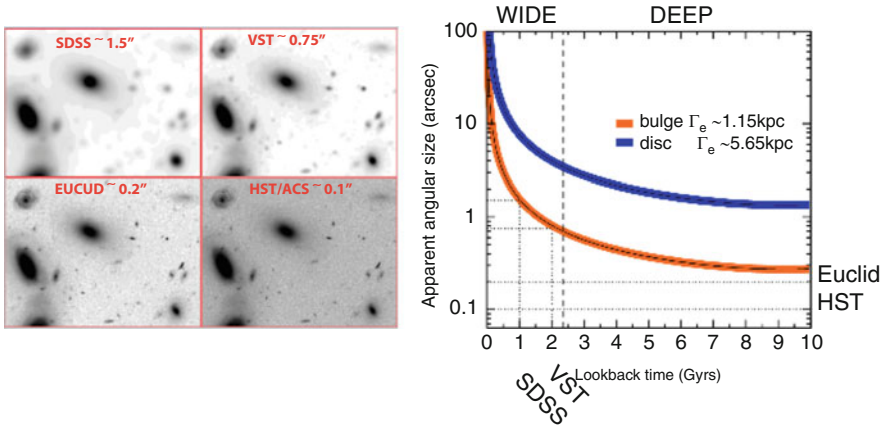 SDSS ~ 1.5”
VST ~ 0.75”
EUCUD ~ 0.2”
HST/ACS ~ 0.1”
WIDE DEEP
Apparent angular size (arcsec)
100
10
1
0.1
bulge Γe ~1.15kpc
disc Γe ~5.65kpc
Euclid
HST
0 1 2 3 4 5 6 7 8 9 10
Lookback time (Gyrs)
SDSS
VST